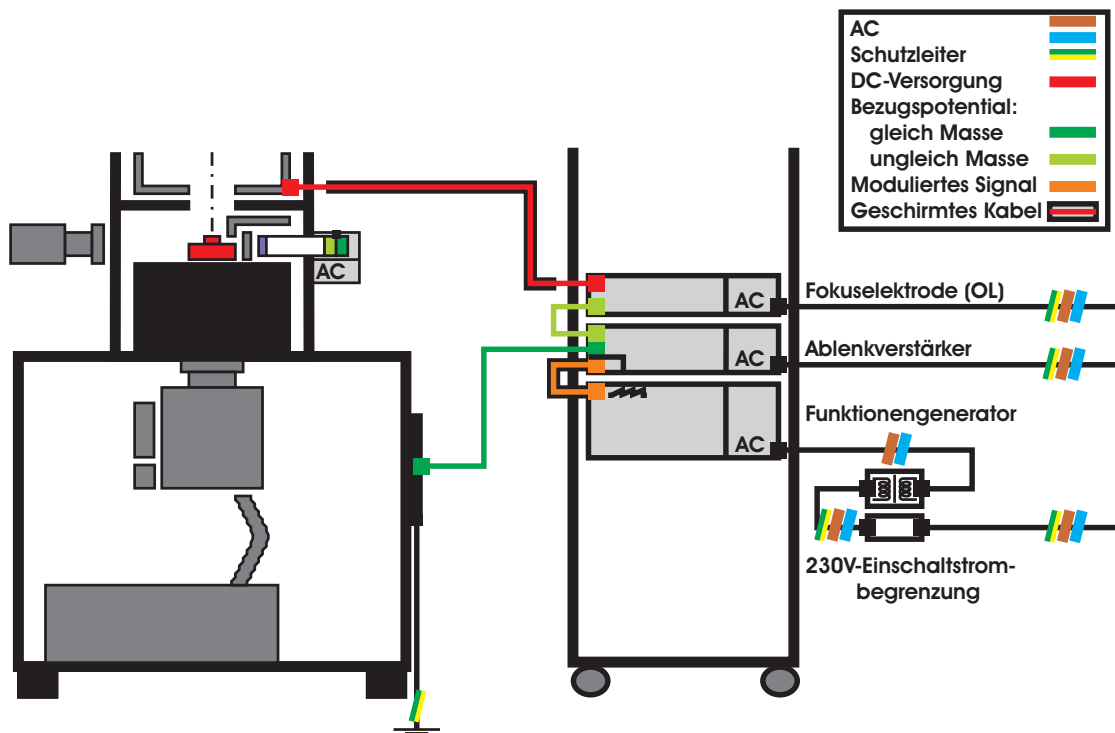 AC
Schutzleiter
DC-Versorgung
Bezugspotential:
gleich Masse
ungleich Masse
Moduliertes Signal
Geschirmtes Kabel
AC
AC
Fokuselektrode (OL)
AC
Ablenkverstärker
Funktionengenerator
AC
230V-Einschaltstrom-
begrenzung